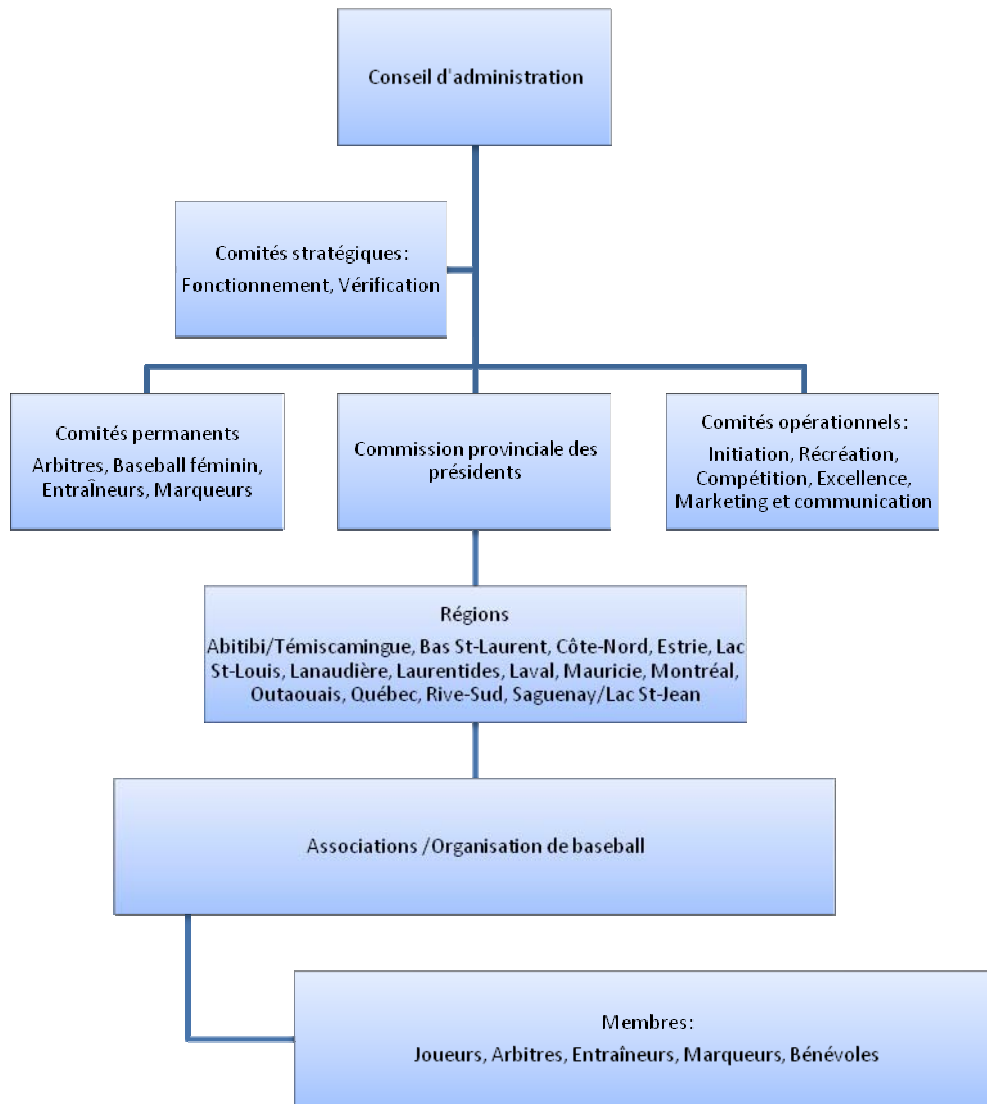 Conseil d'administration
Comités stratégiques:
Fonctionnement, Vérification
Comités permanents
Arbitres, Baseball féminin,
Entraîneurs, Marqueurs
Commission provinciale des
présidents
Comités opérationnels:
Initiation, Récréation,
Compétition, Excellence,
Marketing et communication
Régions
Abitibi/Témiscamingue, Bas St-Laurent, Côte-Nord, Estrie, Lac
St-Louis, Lanaudière, Laurentides, Laval, Mauricie, Montréal,
Outaouais, Québec, Rive-Sud, Saguenay/Lac St-Jean
Associations /Organisation de baseball
Membres:
Joueurs, Arbitres, Entraîneurs, Marqueurs, Bénévoles